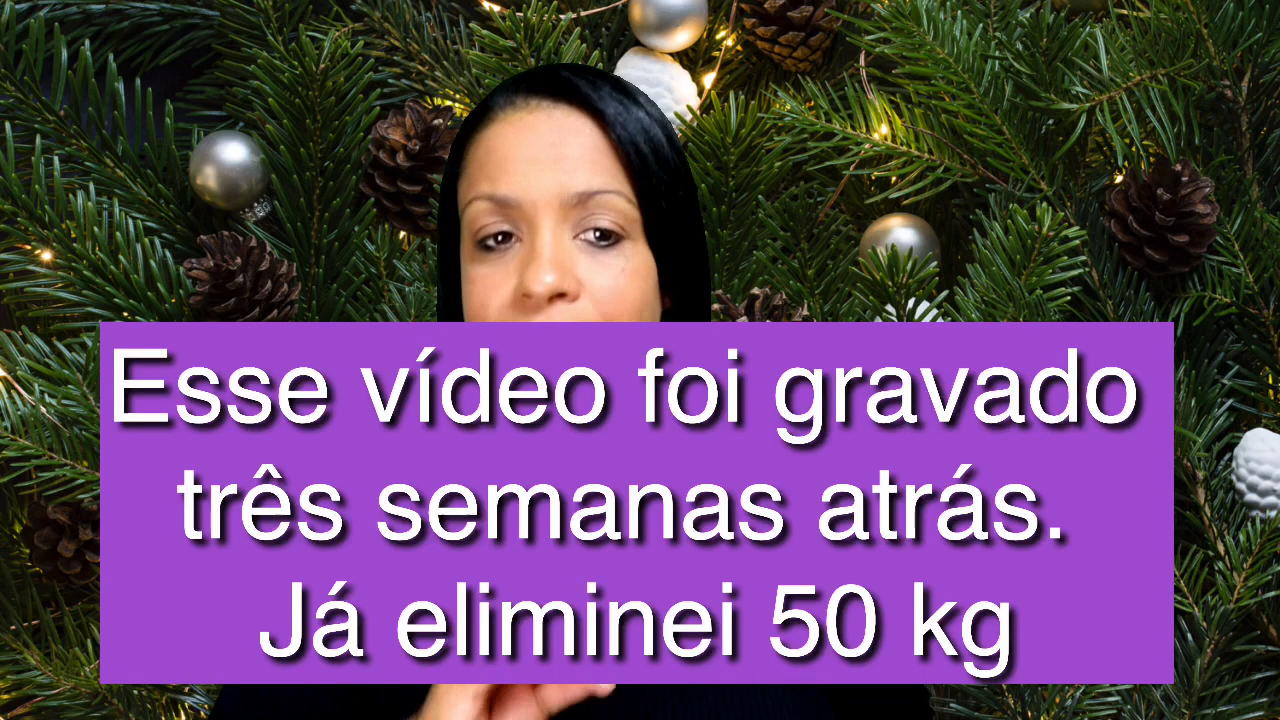 Esse vídeo foi gravado
três semanas atrás.
Já eliminei 50 kg